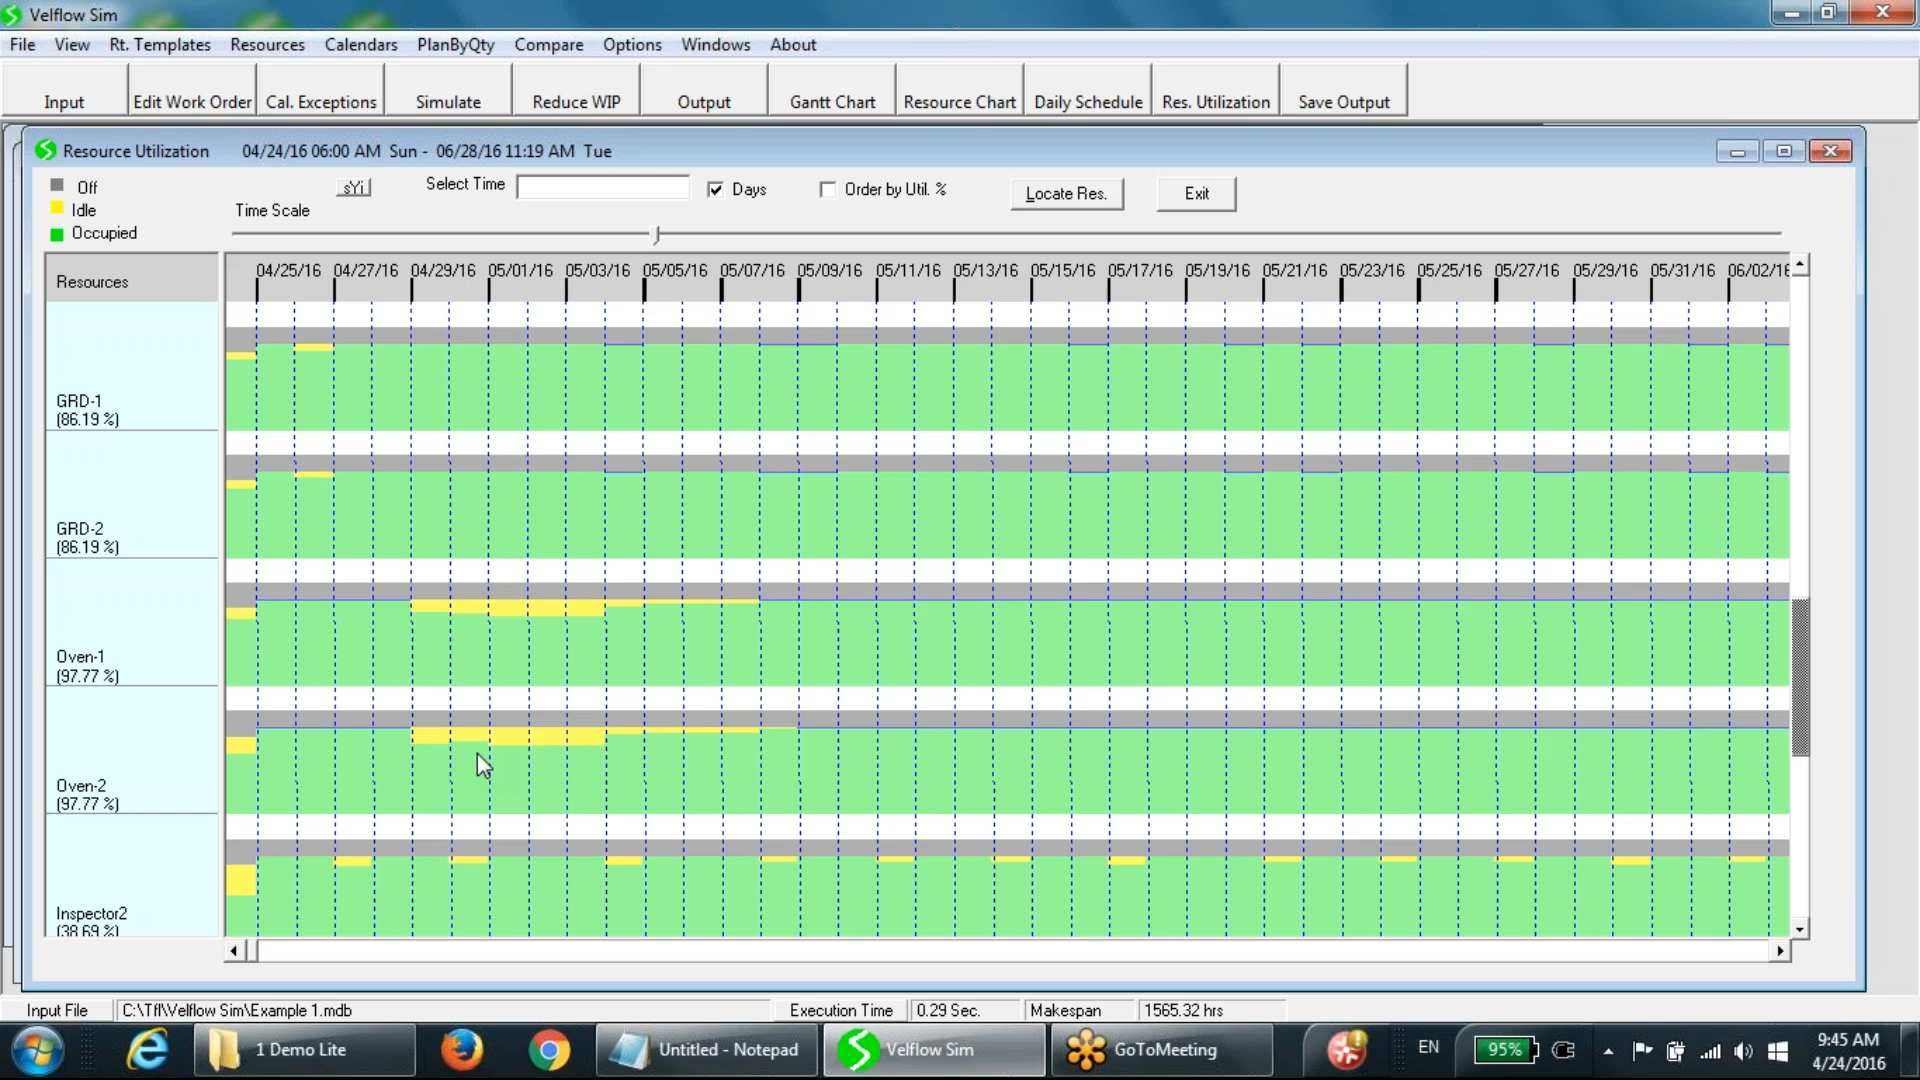 Velflow Sim
File View Rt. Templates Resources Calendars PlanByQty Compare Options Windows About
Input Edit Work Order Cal. Exceptions Simulate Reduce WIP Output Gantt Chart Resource Chart Daily Schedule Res. Utilization Save Output
Resource Utilization 04/24/16 06:00 AM Sun - 06/28/16 11:19 AM Tue
Off
Idle
Occupied
sYi
Time Scale
Select Time
Days
Order by Util. %
Locate Res.
Exit
Resources
04/25/16 04/27/16 04/29/16 05/01/16 05/03/16 05/05/16 05/07/16 05/09/16 05/11/16 05/13/16 05/15/16 05/17/16 05/19/16 05/21/16 05/23/16 05/25/16 05/27/16 05/29/16 05/31/16 06/02/16
GRD-1
(86.19 %)
GRD-2
(86.19 %)
Oven-1
(97.77 %)
Oven-2
(97.77 %)
Inspector2
(38.69 %)
Input File C:\Tfl\Velflow Sim\Example 1.mdb Execution Time 0.29 Sec. Makespan 1565.32 hrs
1 Demo Lite
Untitled - Notepad
Velflow Sim
GoToMeeting
EN
95%
9:45 AM
4/24/2016